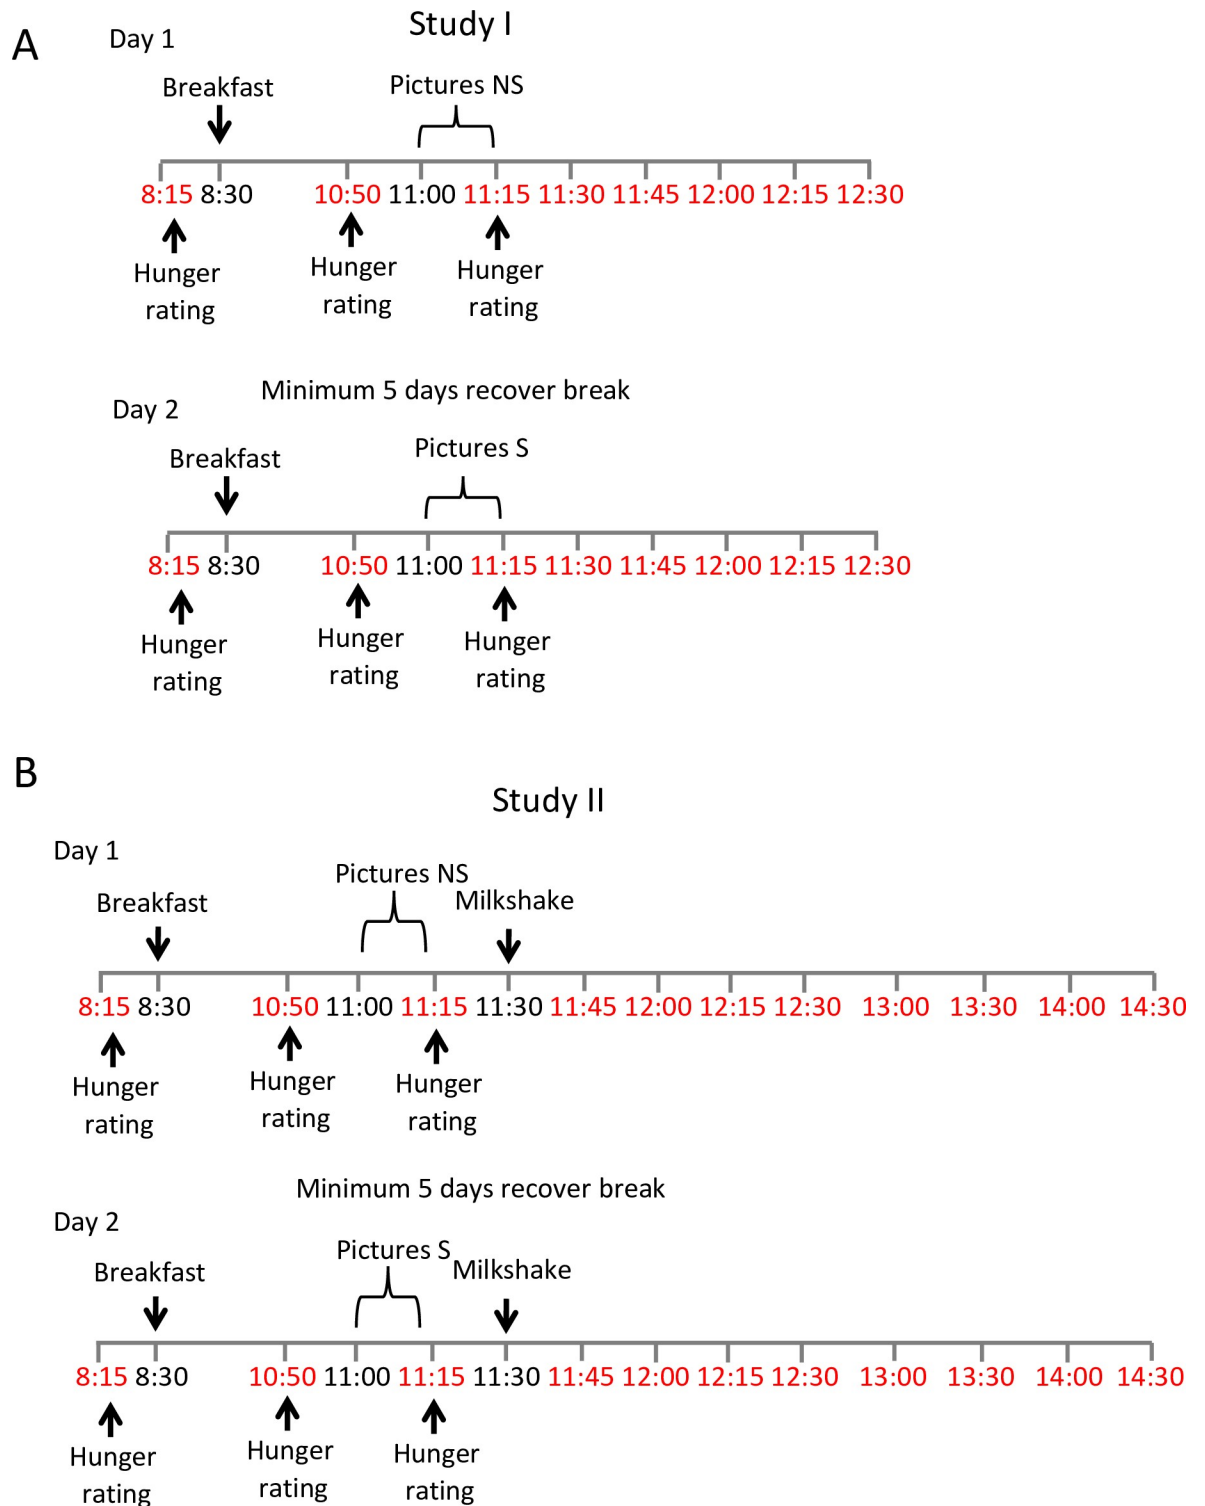 A
Study I
Day 1
Breakfast
Pictures NS
8:15 8:30 10:50 11:00 11:15 11:30 11:45 12:00 12:15 12:30
Hunger
rating
Hunger
rating
Hunger
rating
Minimum 5 days recover break
Day 2
Breakfast
Pictures S
8:15 8:30 10:50 11:00 11:15 11:30 11:45 12:00 12:15 12:30
Hunger
rating
Hunger
rating
Hunger
rating
B
Study II
Day 1
Breakfast
Pictures NS
Milkshake
8:15 8:30 10:50 11:00 11:15 11:30 11:45 12:00 12:15 12:30 13:00 13:30 14:00 14:30
Hunger
rating
Hunger
rating
Hunger
rating
Minimum 5 days recover break
Day 2
Breakfast
Pictures S
Milkshake
8:15 8:30 10:50 11:00 11:15 11:30 11:45 12:00 12:15 12:30 13:00 13:30 14:00 14:30
Hunger
rating
Hunger
rating
Hunger
rating